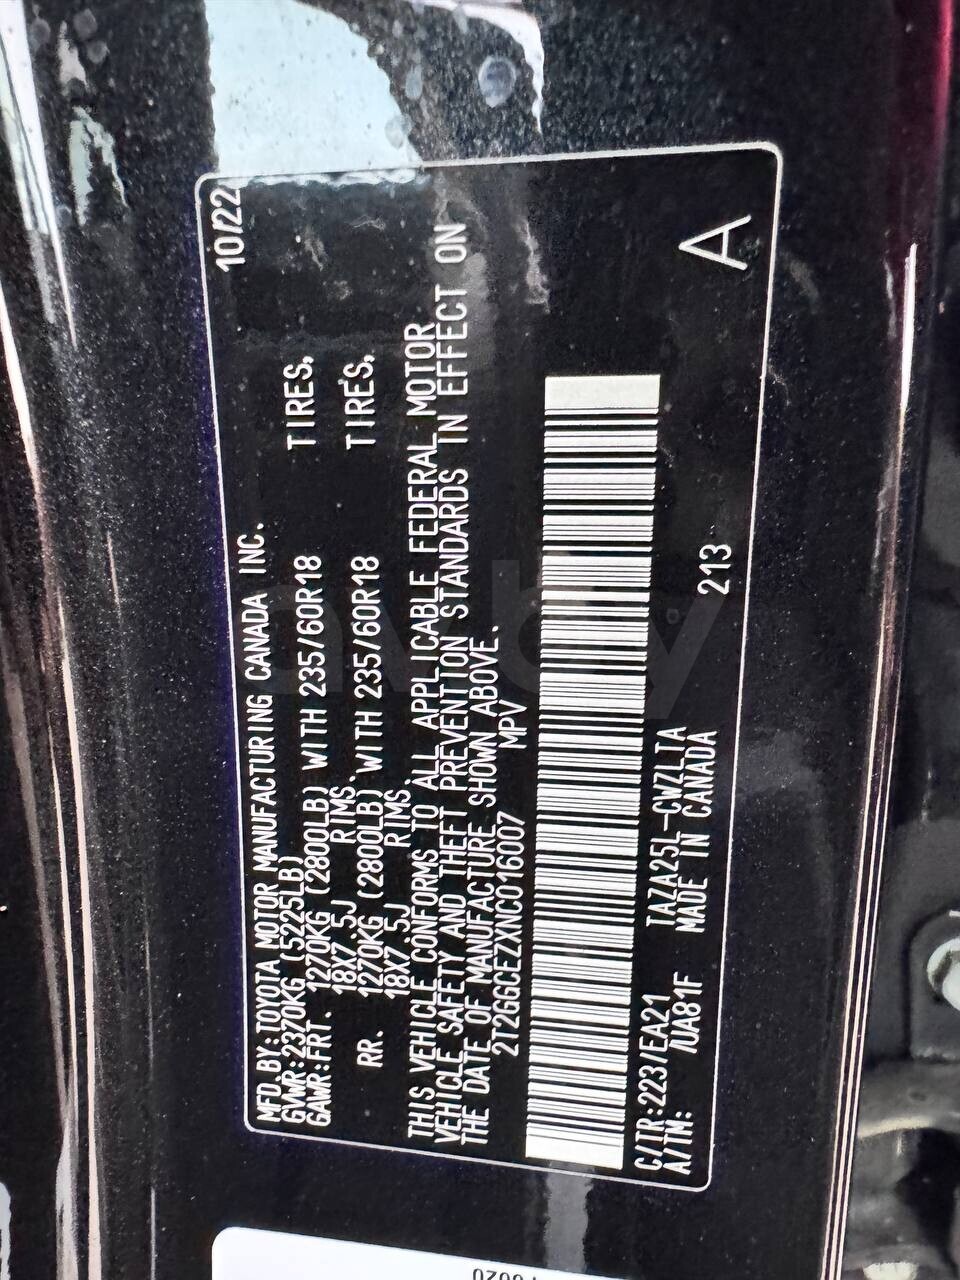 MFD.BY:TOYOTA MOTOR MANUFACTURING CANADA INC. 10/22
GVWR:2370KG (5225LB)
GAWR:FRT. 1270KG (2800LB) WITH 235/60R18 TIRES,
18X7.5J RIMS.
RR. 1270KG (2800LB) WITH 235/60R18 TIRES,
18X7.5J RIMS.
THIS VEHICLE CONFORMS TO ALL APPLICABLE FEDERAL MOTOR
VEHICLE SAFETY AND THEFT PREVENTION STANDARDS IN EFFECT ON
THE DATE OF MANUFACTURE SHOWN ABOVE.
2T2GGCEZXNC016007 MPV
C/TR:223/EA21 TAZA25L-CWZLTA 213 A
A/TM: /UA81F MADE IN CANADA
av.by